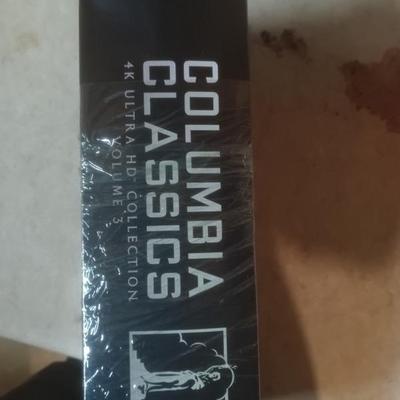 COLUMBIA
CLASSICS
4K ULTRA HD COLLECTION
VOLUME 3